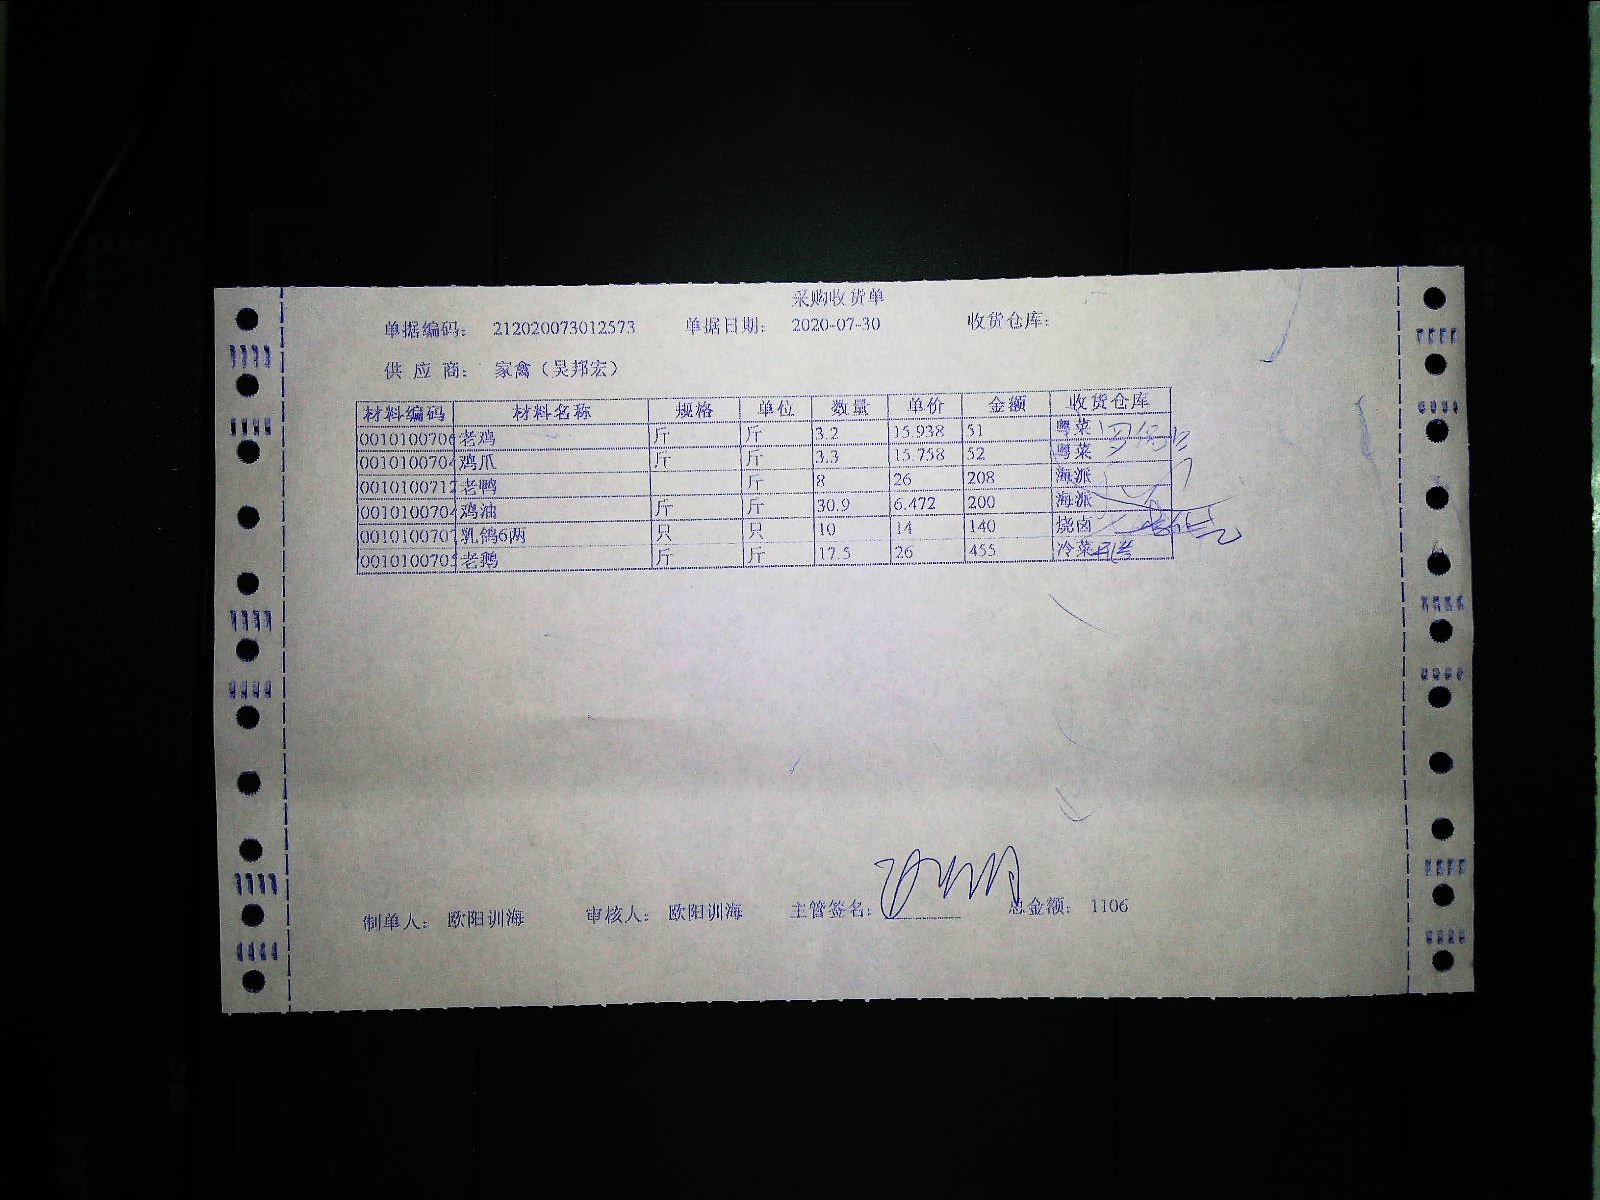 采购收货单
单据编码： 212020073012573 单据日期： 2020-07-30 收货仓库：
供 应 商： 家禽（吴邦宏）
材料编码 材料名称 规格 单位 数量 单价 金额 收货仓库
0010100706 老鸡 斤 斤 3.2 15.938 51 粤菜
001010070 鸡爪 斤 斤 3.3 15.758 52 粤菜
001010071 老鸭 斤 8 26 208 海派
001010070 鸡油 斤 斤 30.9 6.472 200 海派
001010070 乳鸽6两 只 只 10 14 140 烧卤
001010070 老鹅 斤 斤 17.5 26 455 冷菜
制单人： 欧阳训海 审核人： 欧阳训海 主管签名： 总金额： 1106